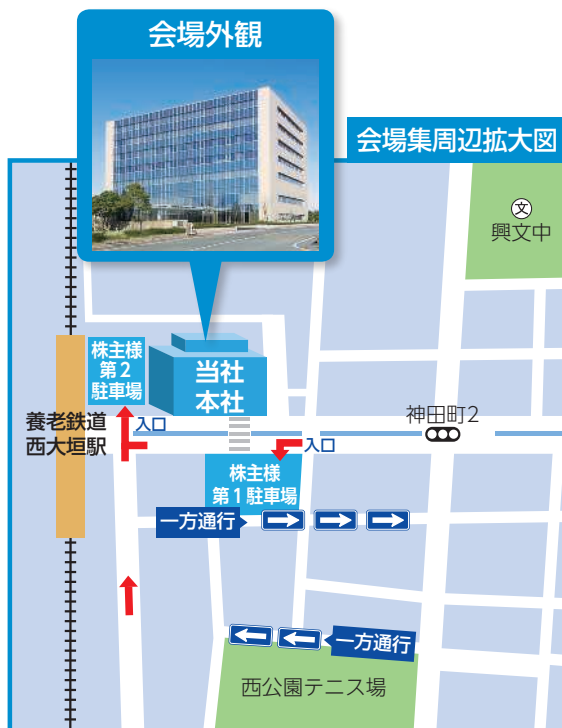 会場外観
会場集周辺拡大図
文
興文中
株主様
第2
駐車場
当社
本社
養老鉄道
西大垣駅
入口
神田町2
入口
株主様
第1駐車場
一方通行
一方通行
西公園テニス場